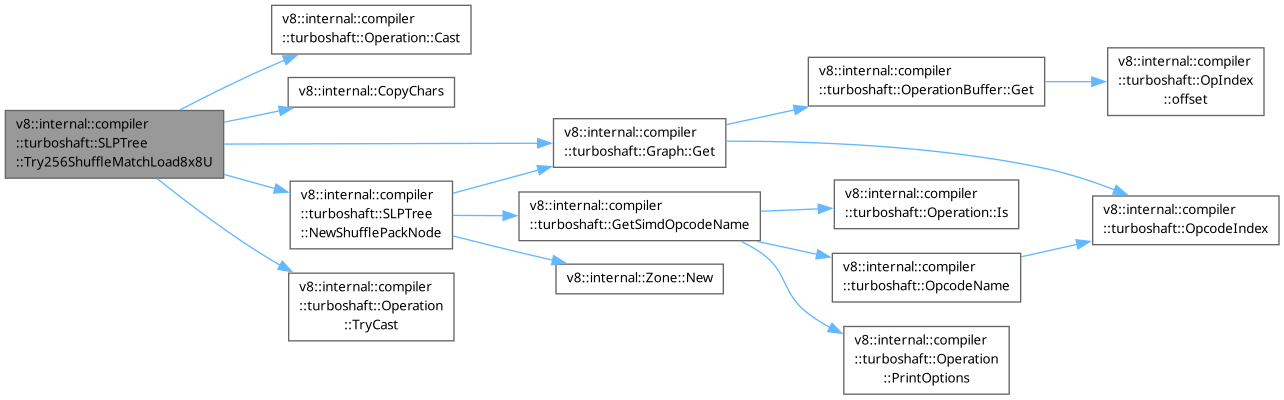 v8::internal::compiler
::turboshaft::SLPTree
::Try256ShuffleMatchLoad8x8U
v8::internal::compiler
::turboshaft::Operation::Cast
v8::internal::CopyChars
v8::internal::compiler
::turboshaft::Graph::Get
v8::internal::compiler
::turboshaft::OperationBuffer::Get
v8::internal::compiler
::turboshaft::OpIndex
::offset
v8::internal::compiler
::turboshaft::OpcodeIndex
v8::internal::compiler
::turboshaft::SLPTree
::NewShufflePackNode
v8::internal::compiler
::turboshaft::GetSimdOpcodeName
v8::internal::compiler
::turboshaft::Operation::Is
v8::internal::compiler
::turboshaft::OpcodeName
v8::internal::compiler
::turboshaft::Operation
::PrintOptions
v8::internal::Zone::New
v8::internal::compiler
::turboshaft::Operation
::TryCast